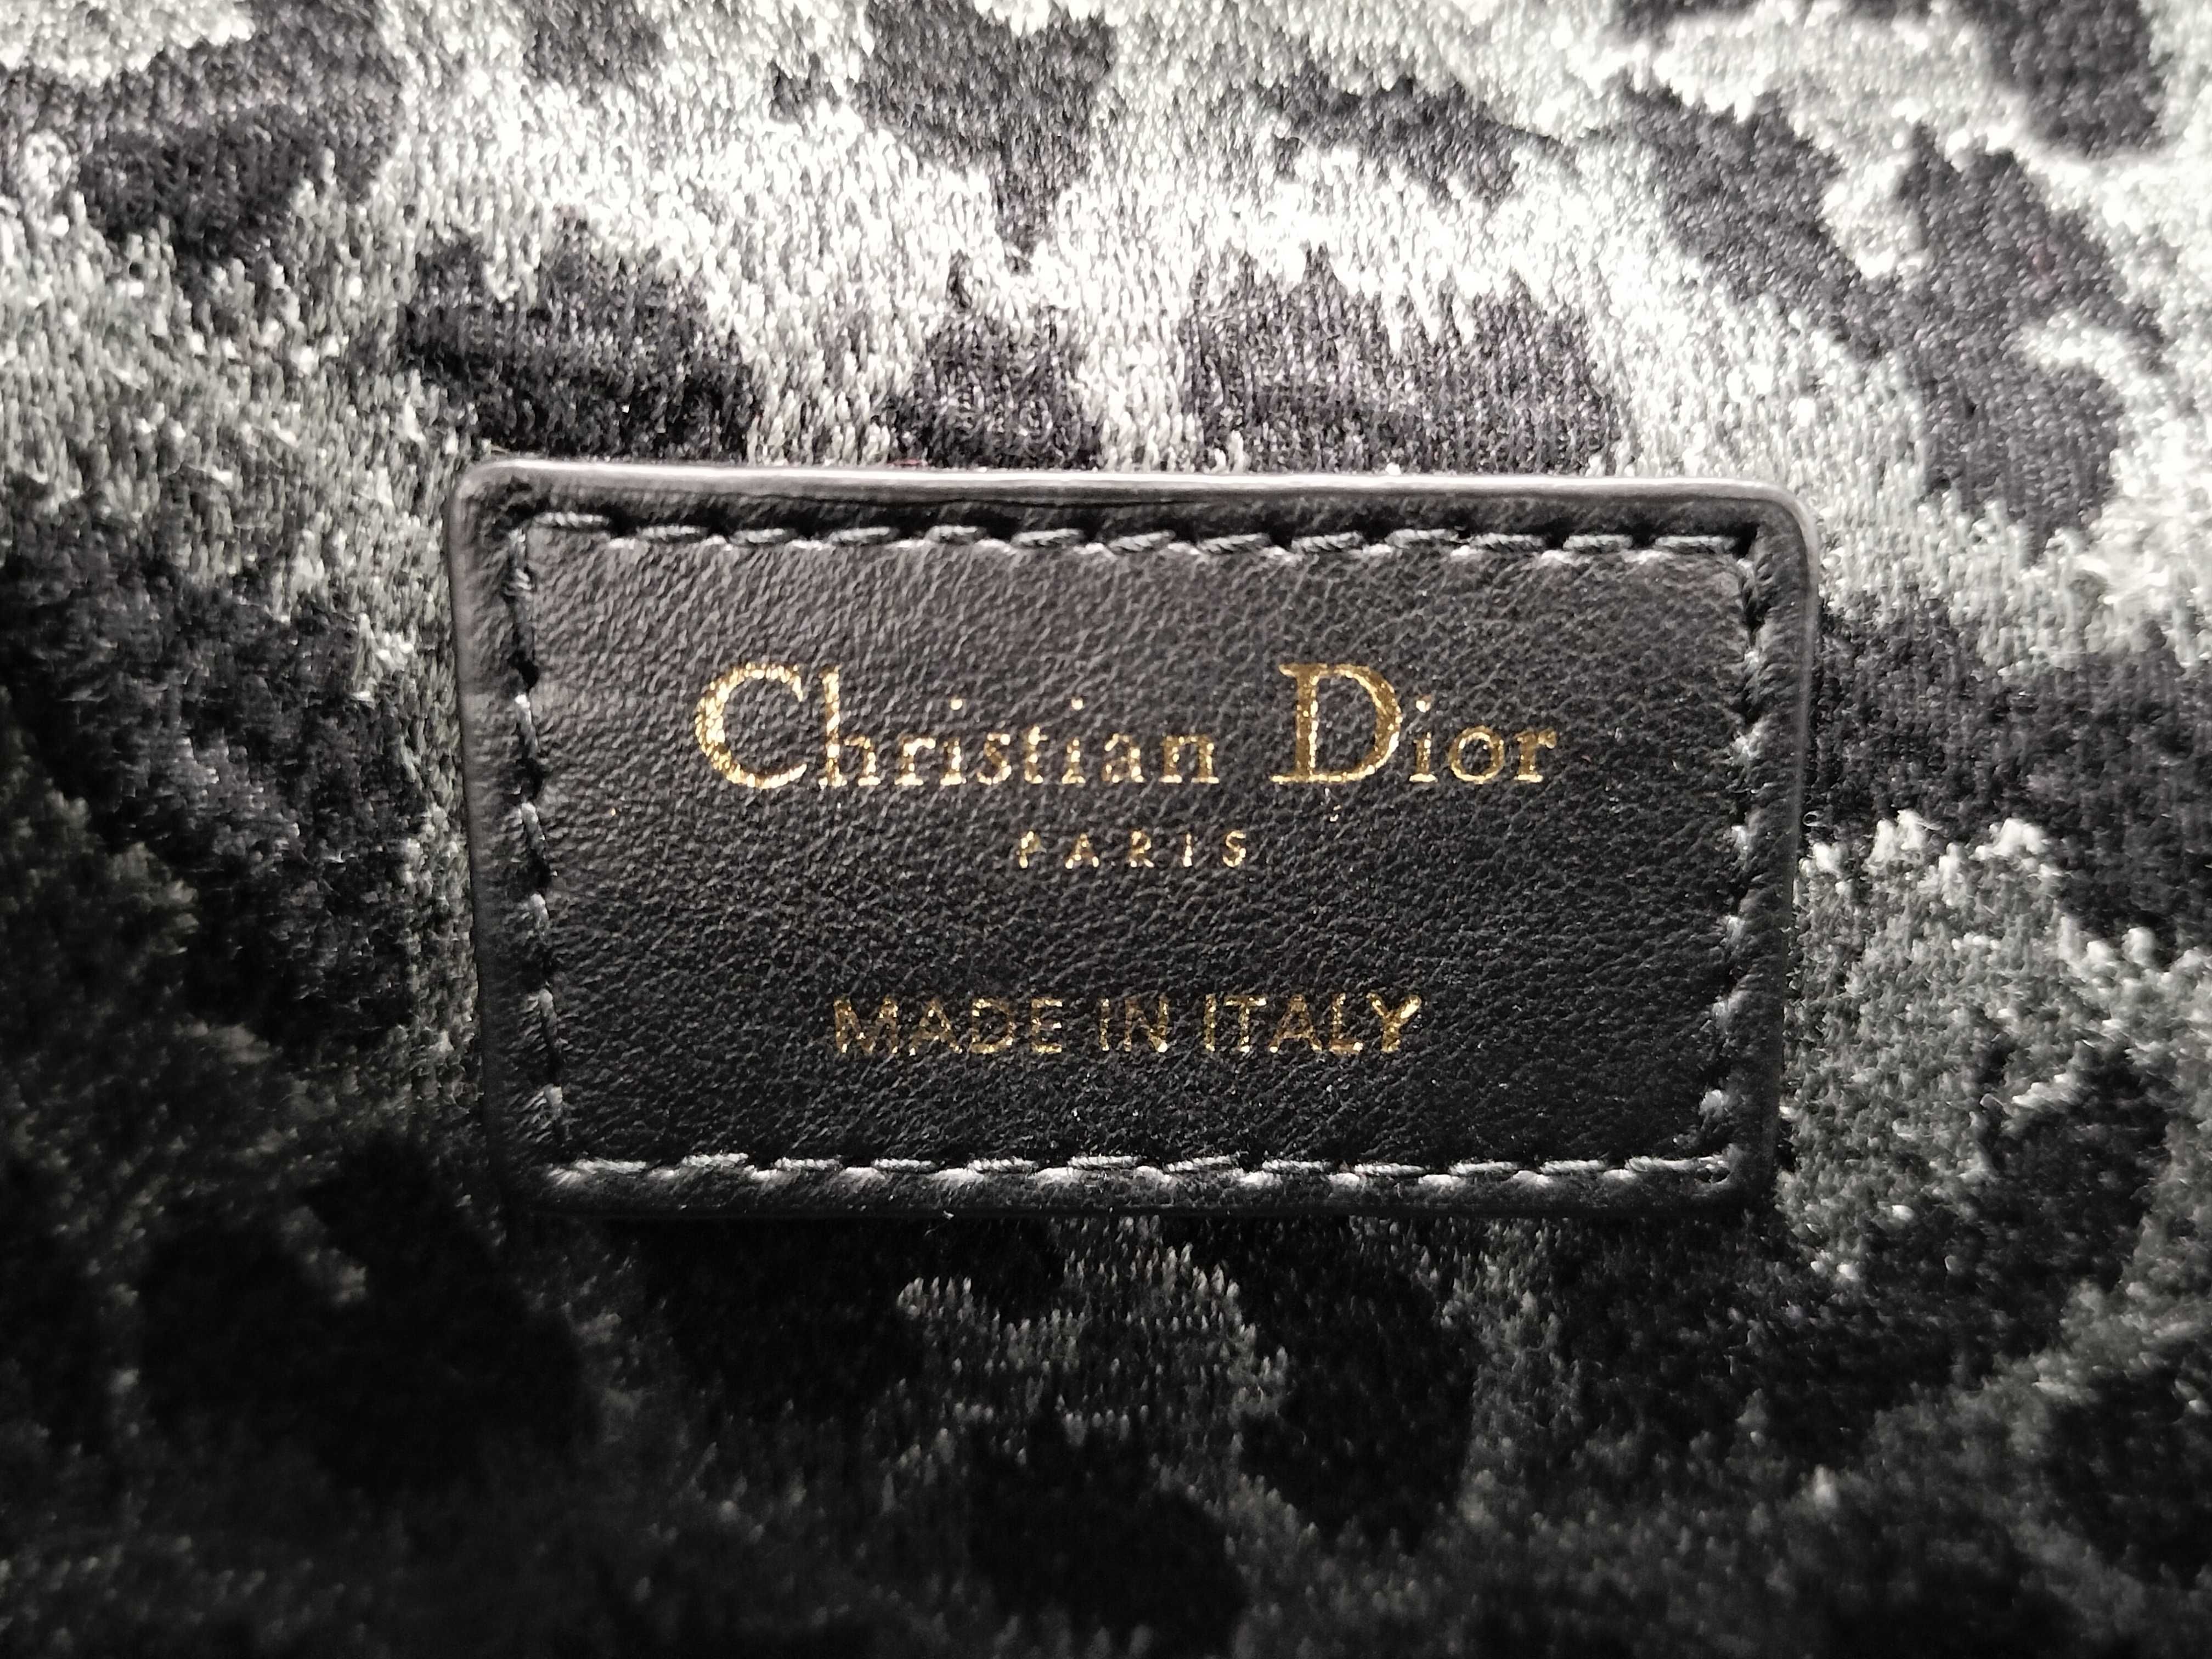 Christian Dior
PARIS
MADE IN ITALY